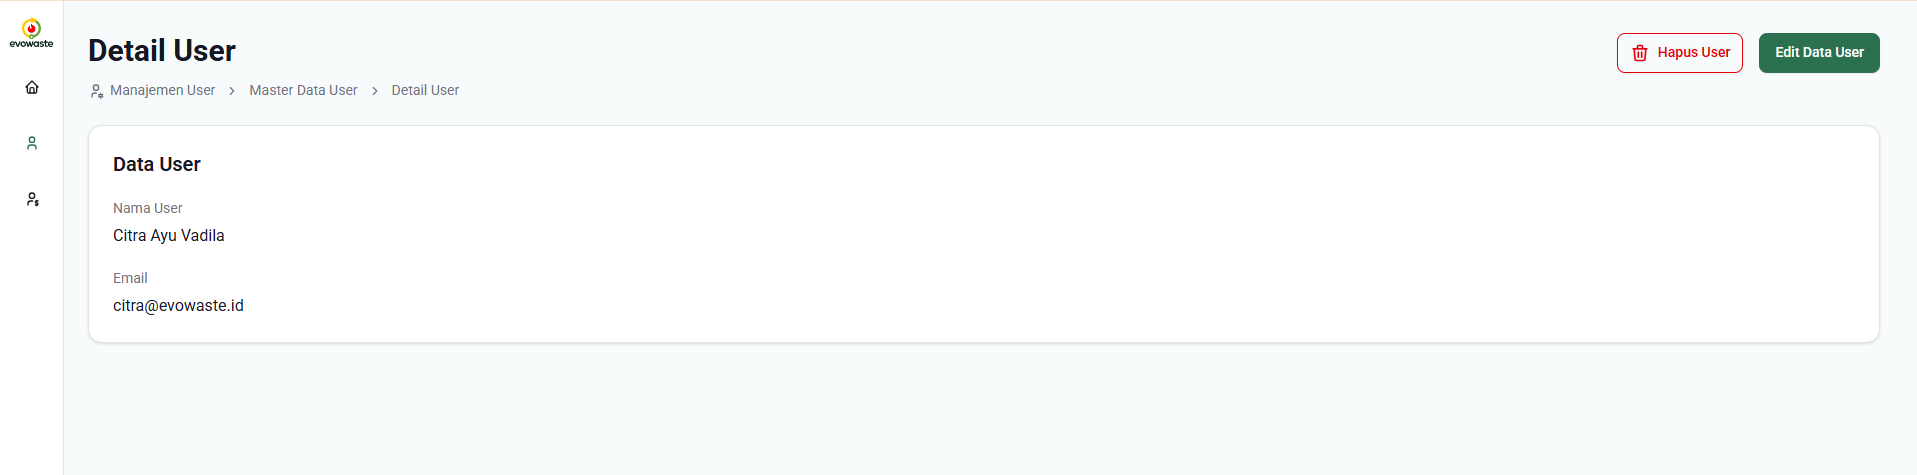 evowaste
Detail User
Hapus User
Edit Data User
Manajemen User > Master Data User > Detail User
Data User
Nama User
Citra Ayu Vadila
Email
citra@evowaste.id